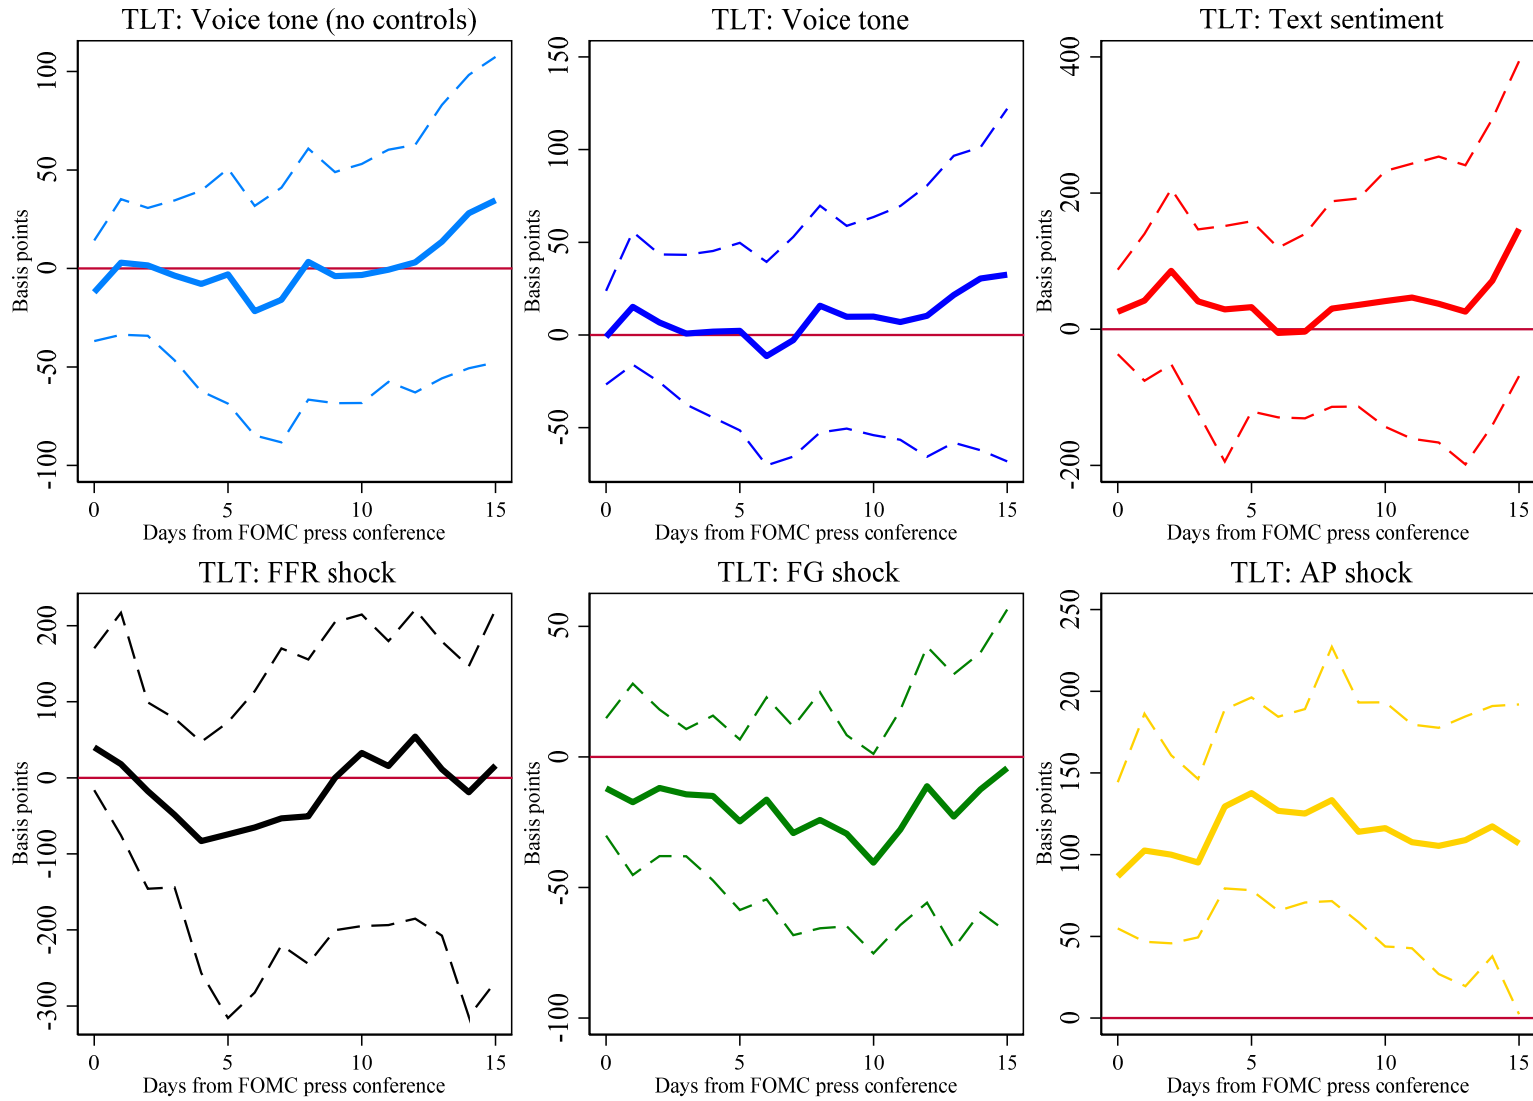 TLT: Voice tone (no controls)
Basis points
100
50
0
-50
-100
0 5 10 15
Days from FOMC press conference
TLT: Voice tone
Basis points
150
100
50
0
-50
0 5 10 15
Days from FOMC press conference
TLT: Text sentiment
Basis points
400
200
0
-200
0 5 10 15
Days from FOMC press conference
TLT: FFR shock
Basis points
200
100
0
-100
-200
-300
0 5 10 15
Days from FOMC press conference
TLT: FG shock
Basis points
50
0
-50
-100
0 5 10 15
Days from FOMC press conference
TLT: AP shock
Basis points
250
200
150
100
50
0
0 5 10 15
Days from FOMC press conference